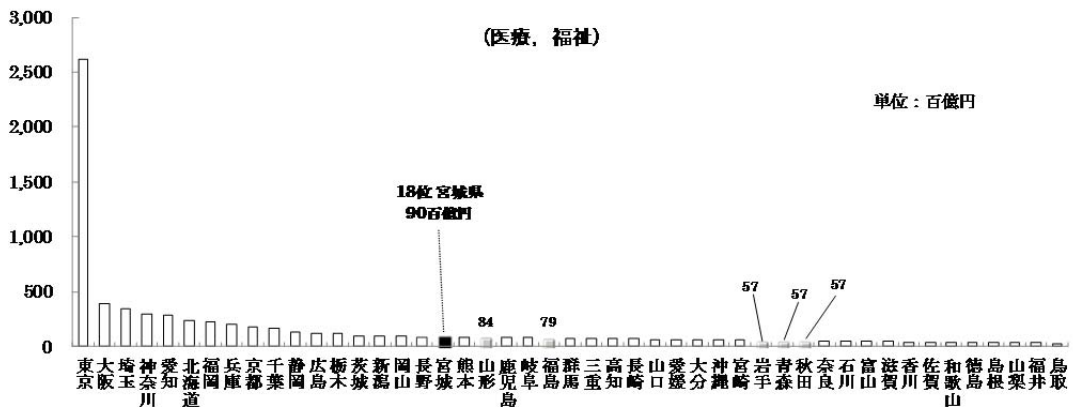 (医療，福祉)
単位：百億円
3,000
2,500
2,000
1,500
1,000
500
0
18位 宮城県
90百億円
84
79
57
57
57
東京
大阪
埼玉
神奈川
愛知
北海道
福岡
兵庫
京都
千葉
静岡
広島
栃木
茨城
新潟
岡山
長野
宮城
熊本
山形
鹿児島
岐阜
福島
群馬
三重
高知
長崎
山口
愛媛
大分
沖縄
宮崎
岩手
青森
秋田
奈良
石川
富山
滋賀
香川
佐賀
和歌山
徳島
島根
山梨
福井
鳥取